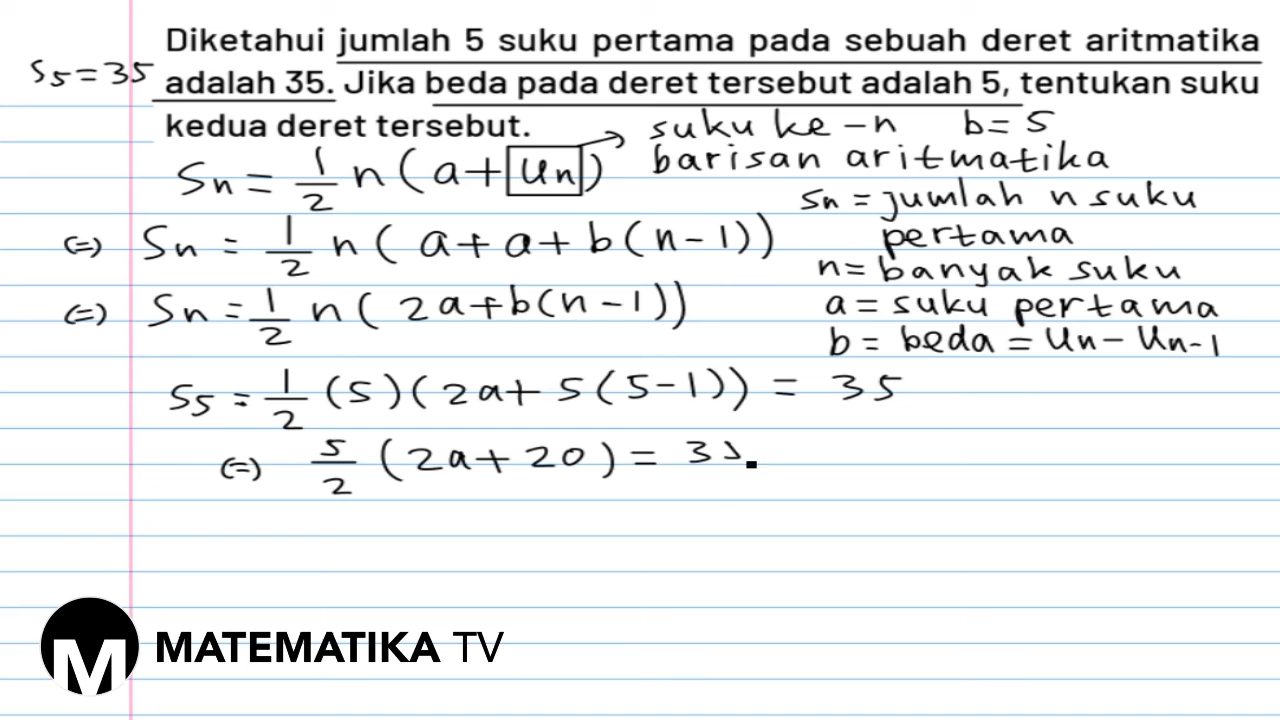 Diketahui jumlah 5 suku pertama pada sebuah deret aritmatika
S5 = 35
adalah 35. Jika beda pada deret tersebut adalah 5, tentukan suku
kedua deret tersebut.
suku ke-n b = 5
barisan aritmatika
Sn = 1/2 n ( a + Un )
Sn = jumlah n suku
pertama
(=) Sn = 1/2 n ( a + a + b ( n - 1 ) )
n = banyak suku
(=) Sn = 1/2 n ( 2a + b ( n - 1 ) )
a = suku pertama
b = beda = Un - Un-1
S5 = 1/2 (5) ( 2a + 5 ( 5 - 1 ) ) = 35
(=) 5/2 ( 2a + 20 ) = 35
M MATEMATIKA TV